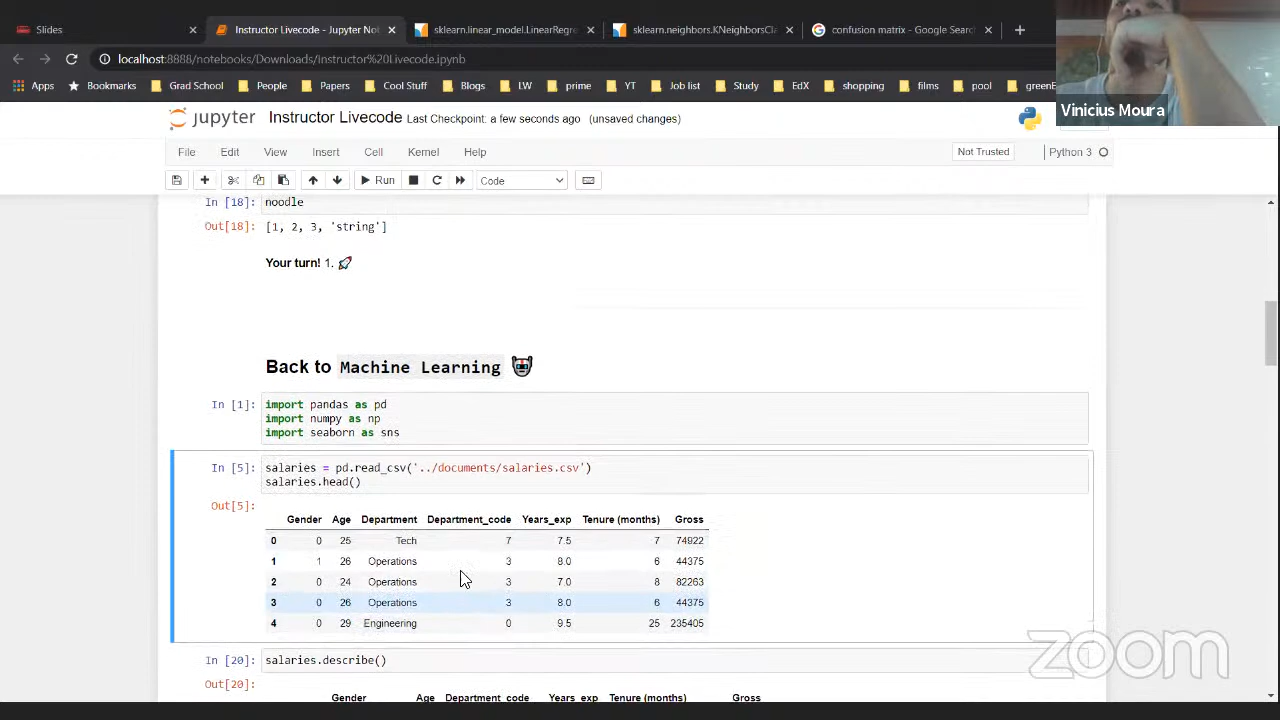 Slides
Instructor Livecode - Jupyter No
sklearn.linear_model.LinearRegre
sklearn.neighbors.KNeighborsCla
confusion matrix - Google Searc
localhost:8888/notebooks/Downloads/Instructor%20Livecode.ipynb
Apps Bookmarks Grad School People Papers Cool Stuff Blogs LW prime YT Job list Study EdX shopping films pool greenE
Vinicius Moura
jupyter Instructor Livecode Last Checkpoint: a few seconds ago (unsaved changes)
File Edit View Insert Cell Kernel Help Not Trusted Python 3
Run Code
In [18]: noodle
Out[18]: [1, 2, 3, 'string']
Your turn! 1. 🚀
Back to Machine Learning 🤖
In [1]: import pandas as pd
import numpy as np
import seaborn as sns
In [5]: salaries = pd.read_csv('../documents/salaries.csv')
salaries.head()
Out[5]:
Gender Age Department Department_code Years_exp Tenure (months) Gross
0 0 25 Tech 7 7.5 7 74922
1 1 26 Operations 3 8.0 6 44375
2 0 24 Operations 3 7.0 8 82263
3 0 26 Operations 3 8.0 6 44375
4 0 29 Engineering 0 9.5 25 235405
In [20]: salaries.describe()
Out[20]:
Gender Age Department_code Years_exp Tenure (months) Gross
zoom